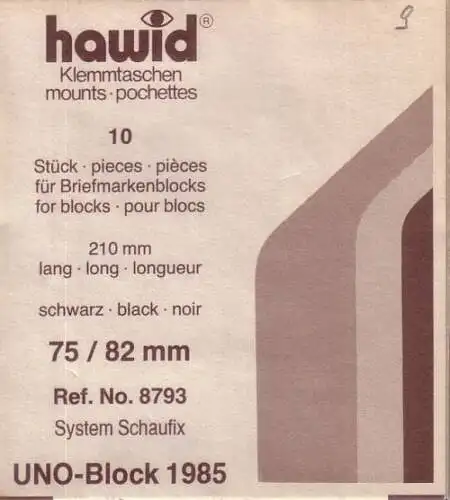 hawid®
Klemmtaschen
mounts · pochettes
10
Stück · pieces · pièces
für Briefmarkenblocks
for blocks · pour blocs
210 mm
lang · long · longueur
schwarz · black · noir
75 / 82 mm
Ref. No. 8793
System Schaufix
UNO-Block 1985
9